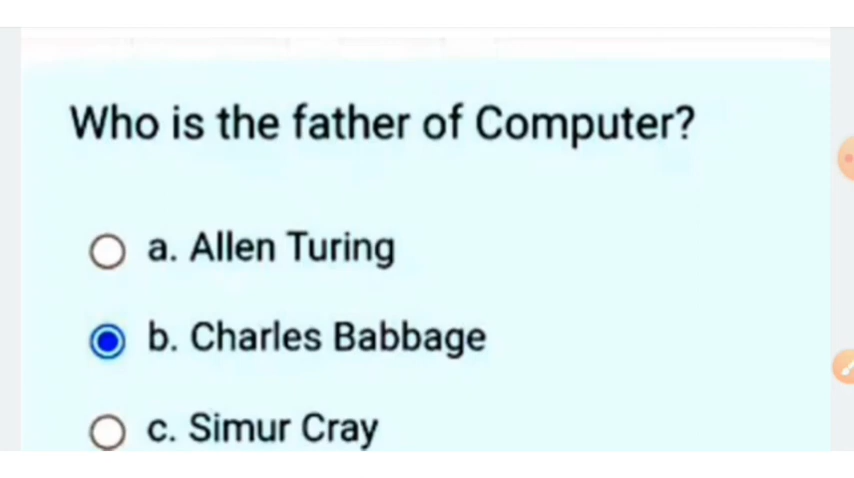 Who is the father of Computer?
a. Allen Turing
b. Charles Babbage
c. Simur Cray